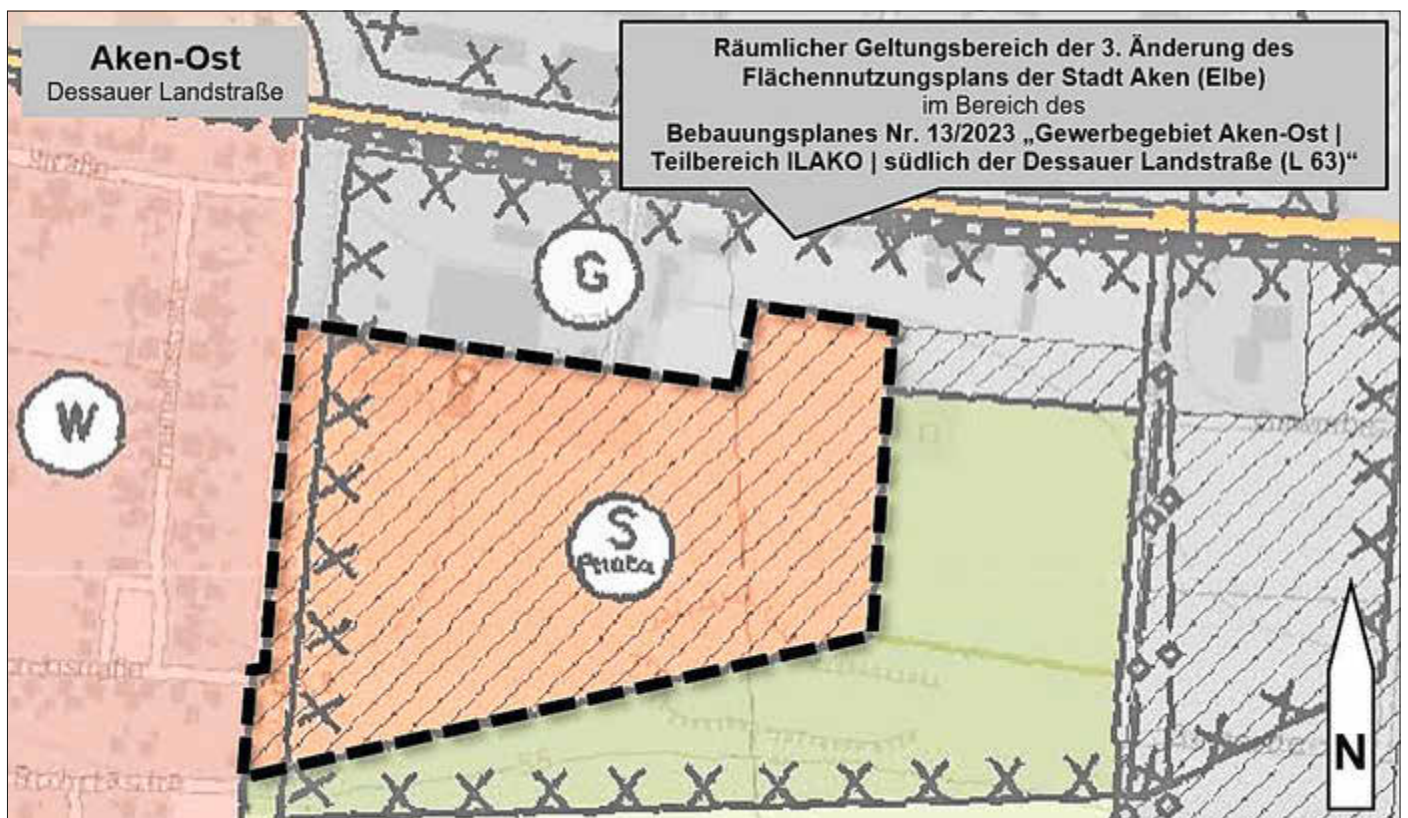 Aken-Ost
Dessauer Landstraße
Räumlicher Geltungsbereich der 3. Änderung des
Flächennutzungsplans der Stadt Aken (Elbe)
im Bereich des
Bebauungsplanes Nr. 13/2023 „Gewerbegebiet Aken-Ost |
Teilbereich ILAKO | südlich der Dessauer Landstraße (L 63)“
G
W
S
N